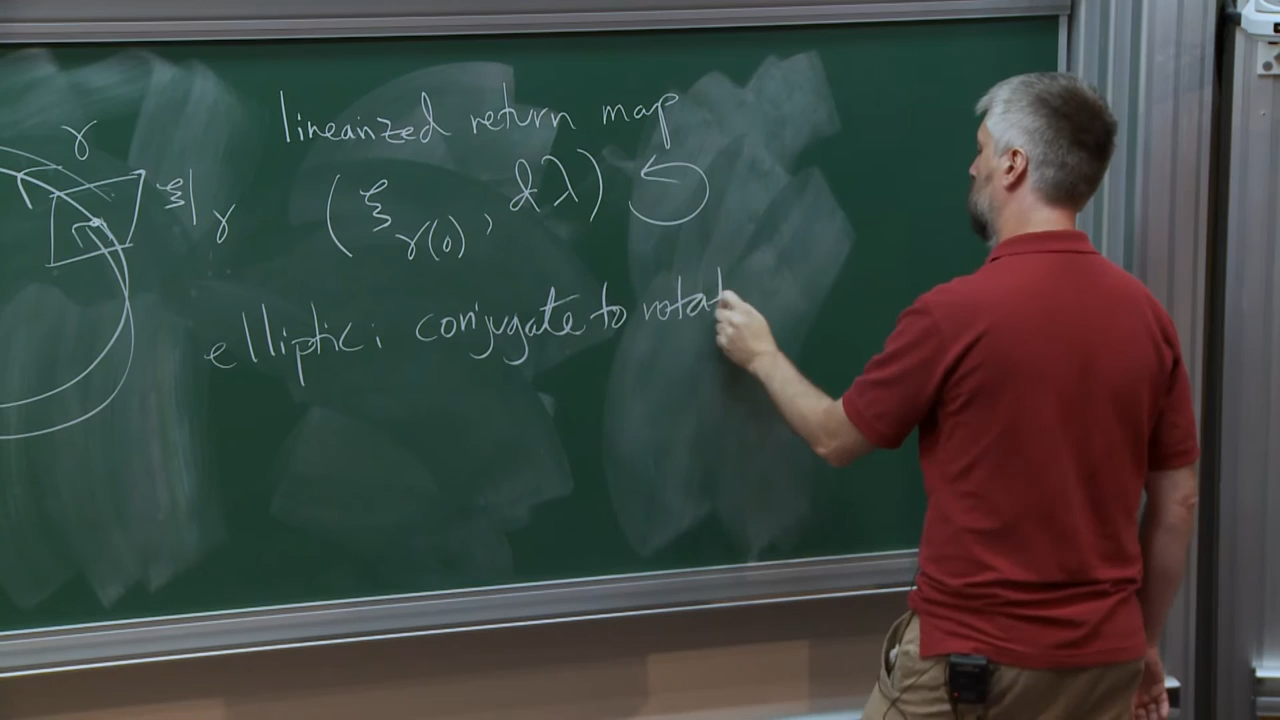 γ
ξ|γ
linearized return map
(ξγ(0), dλ)
elliptic: conjugate to rotat